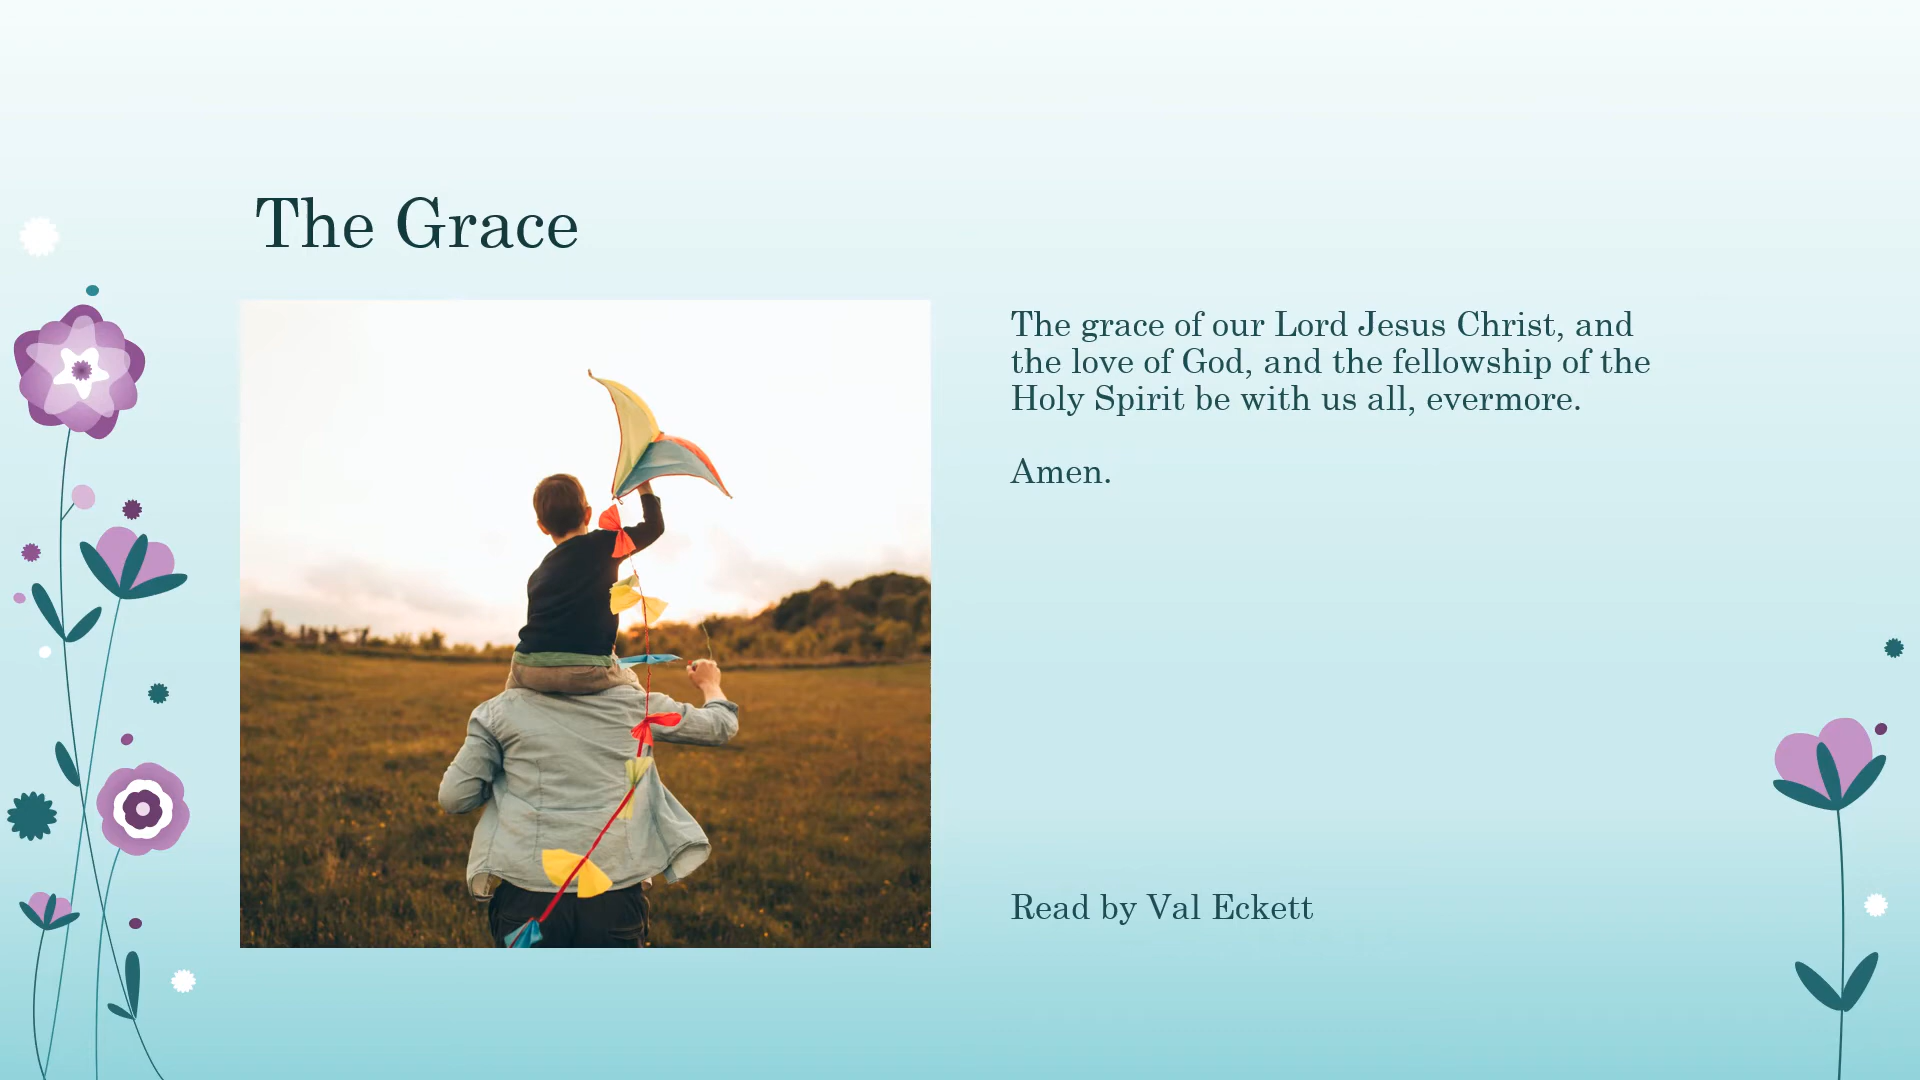 The Grace
The grace of our Lord Jesus Christ, and
the love of God, and the fellowship of the
Holy Spirit be with us all, evermore.
Amen.
Read by Val Eckett